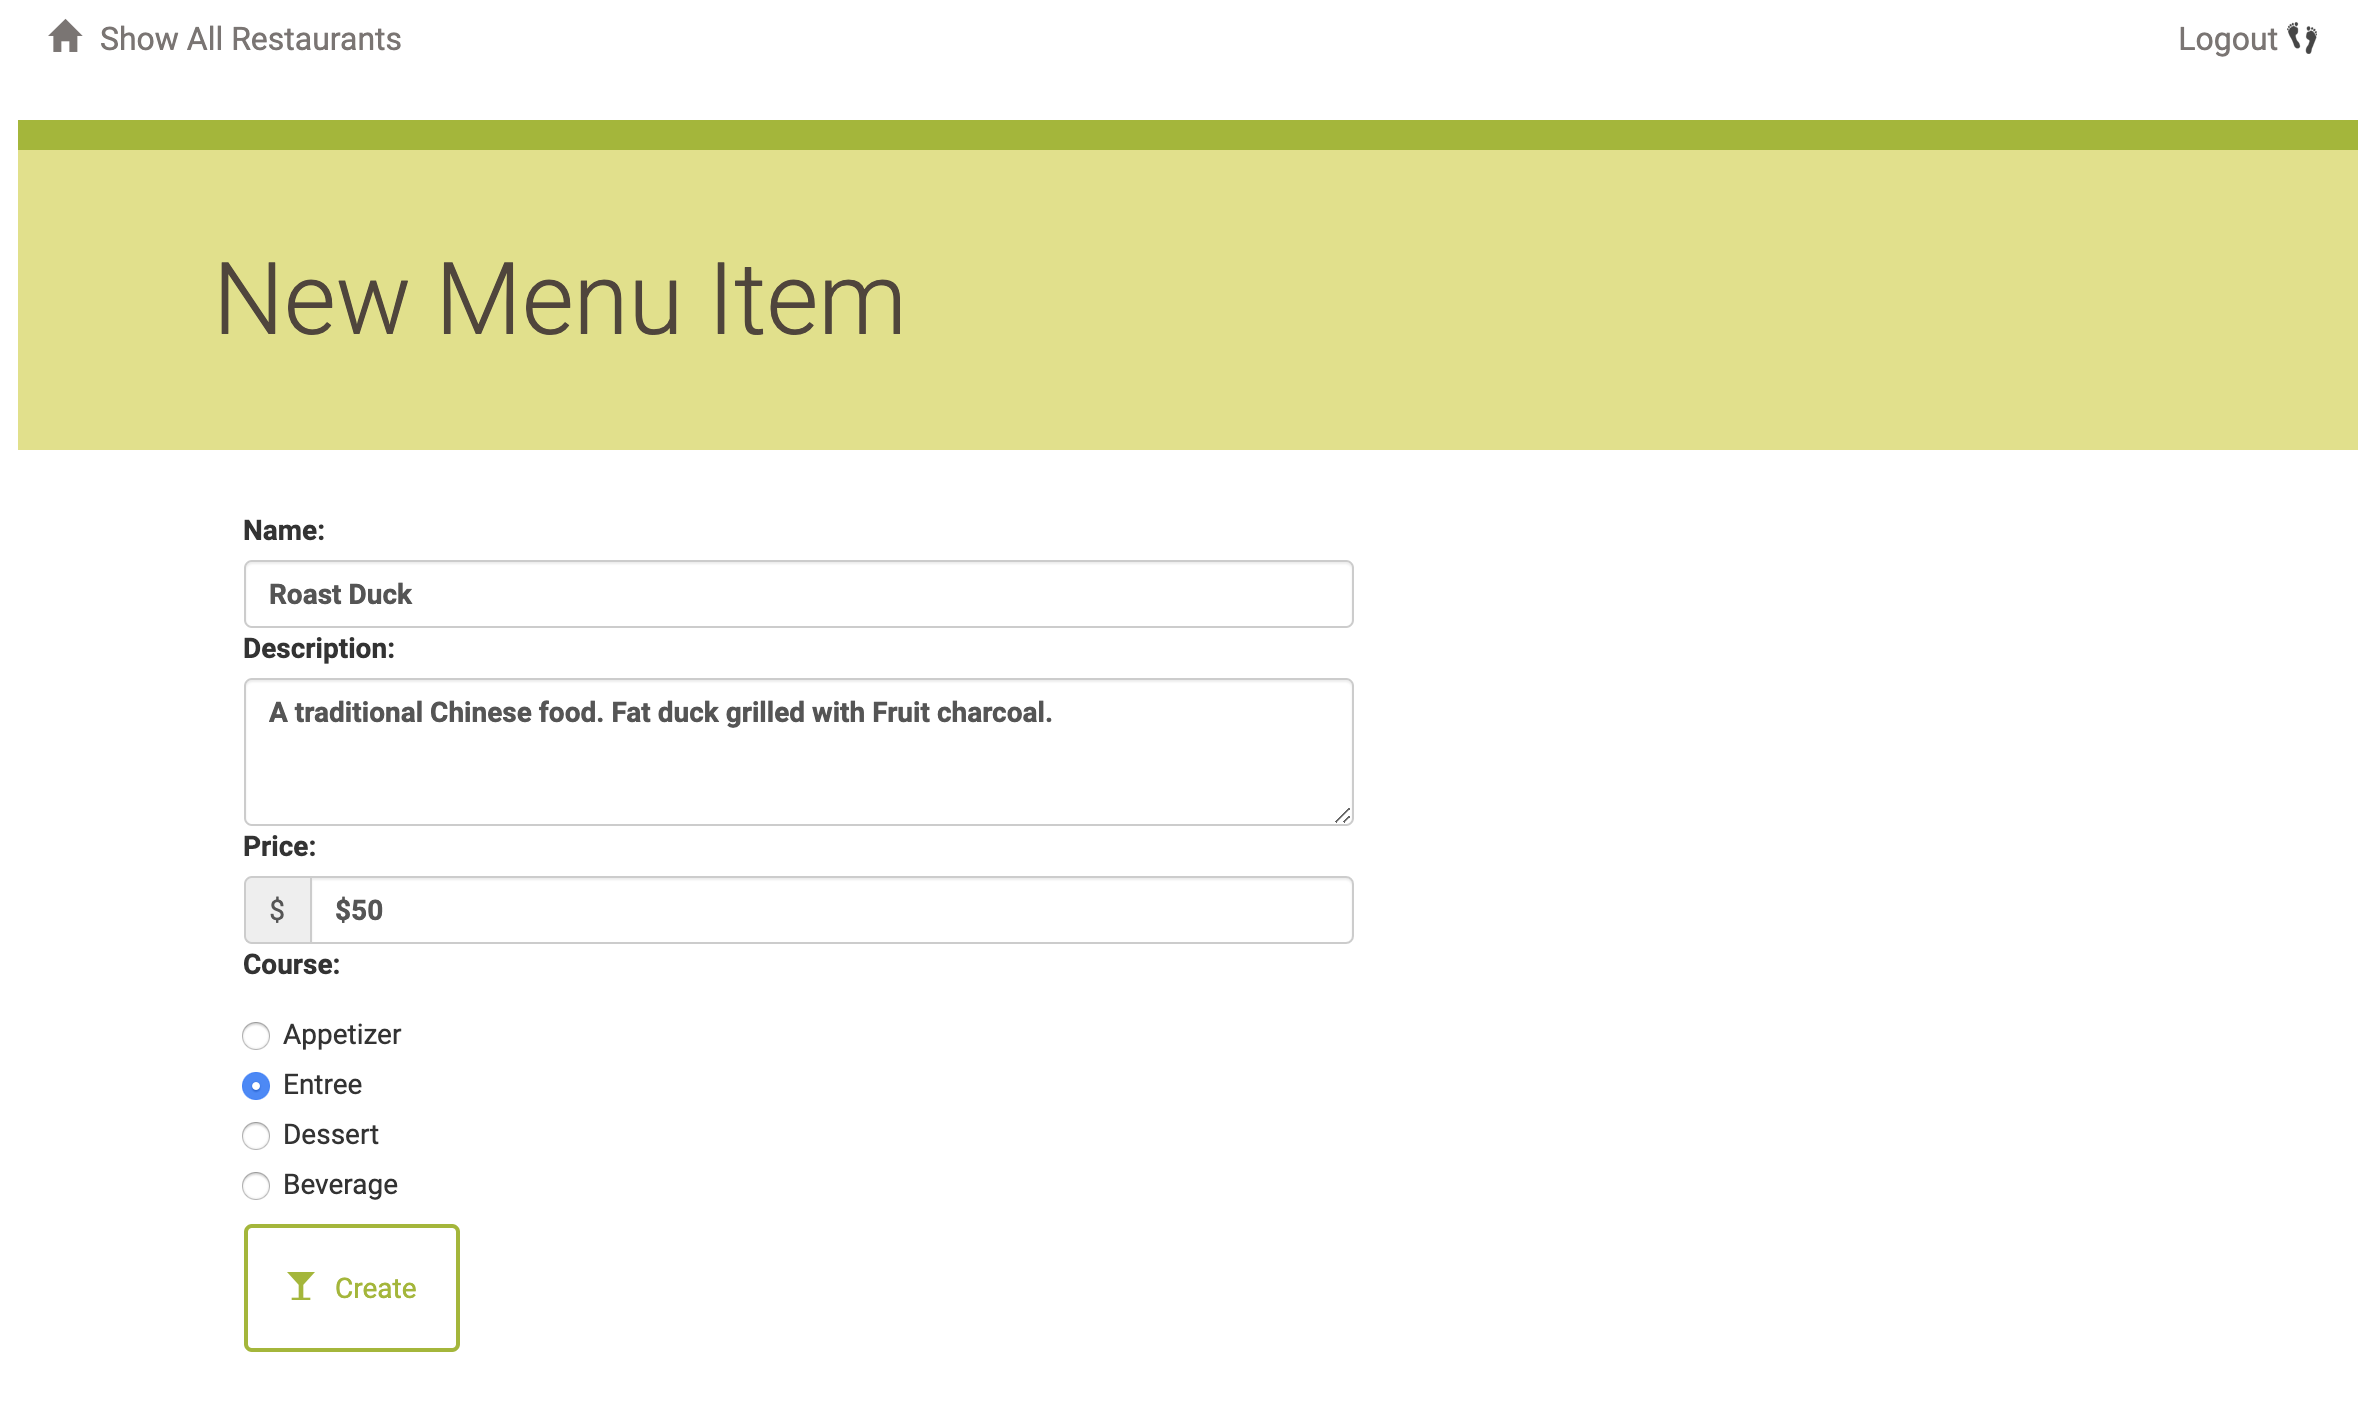 Show All Restaurants
Logout
New Menu Item
Name:
Roast Duck
Description:
A traditional Chinese food. Fat duck grilled with Fruit charcoal.
Price:
$ $50
Course:
Appetizer
Entree
Dessert
Beverage
Create